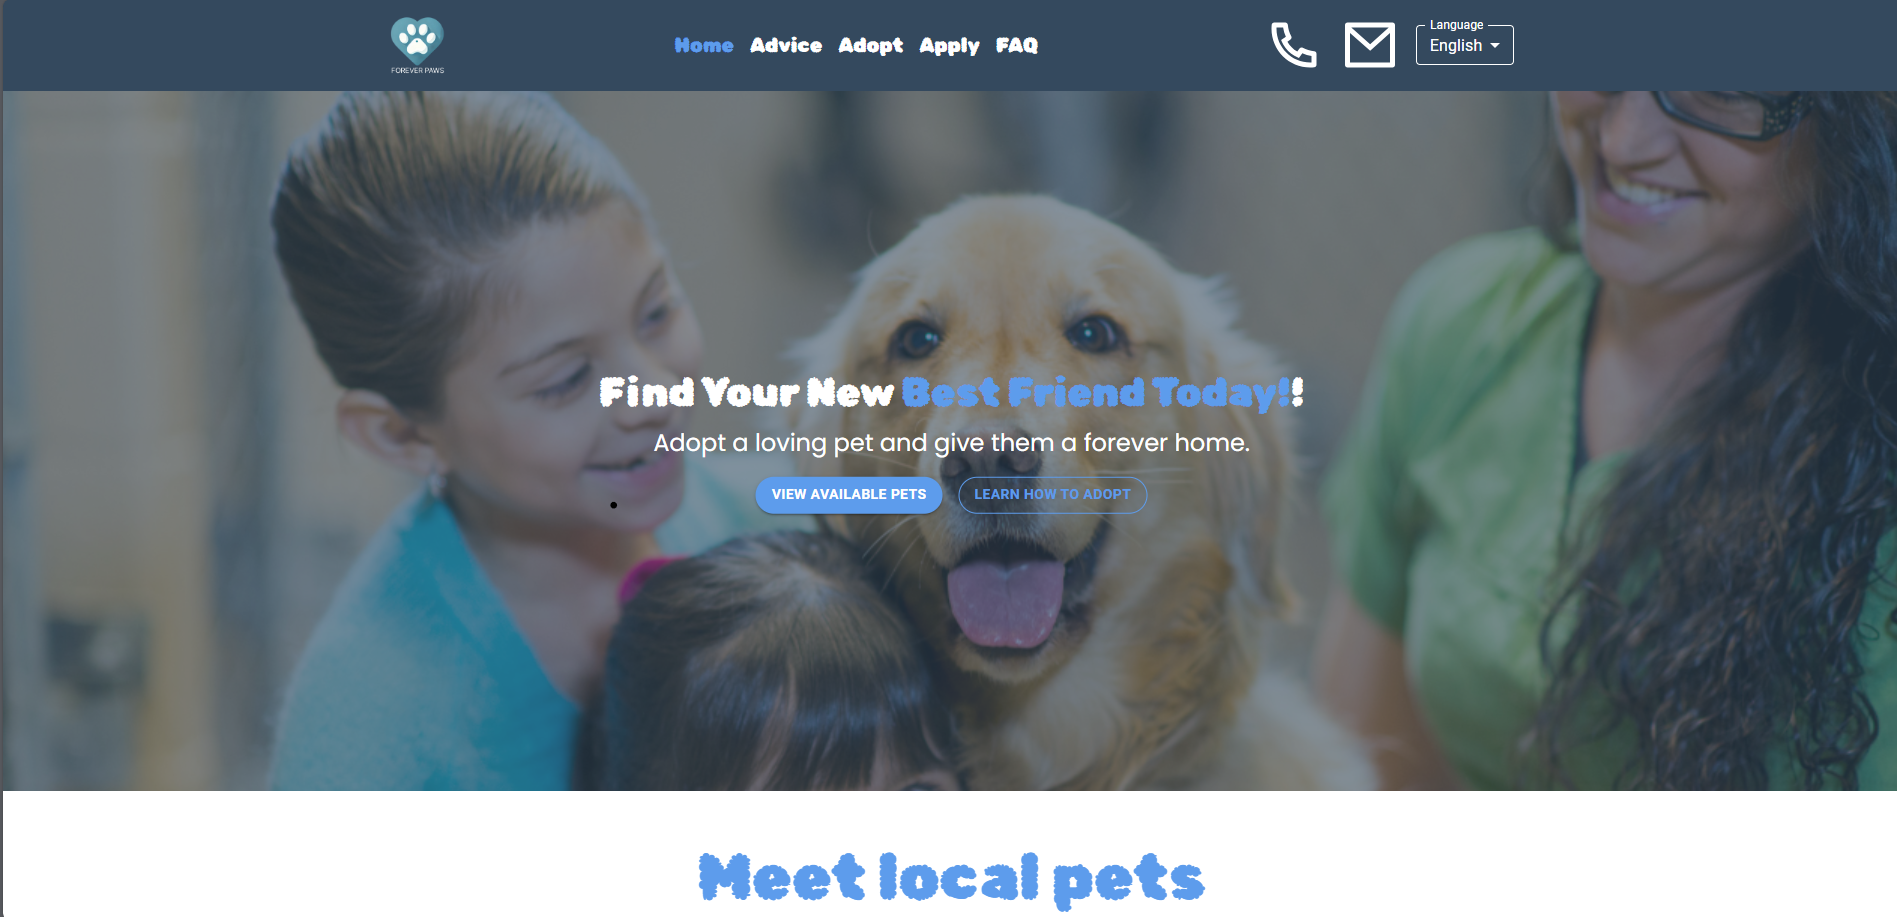 FOREVER PAWS
Home Advice Adopt Apply FAQ
Language
English
Find Your New Best Friend Today!!
Adopt a loving pet and give them a forever home.
VIEW AVAILABLE PETS
LEARN HOW TO ADOPT
Meet local pets